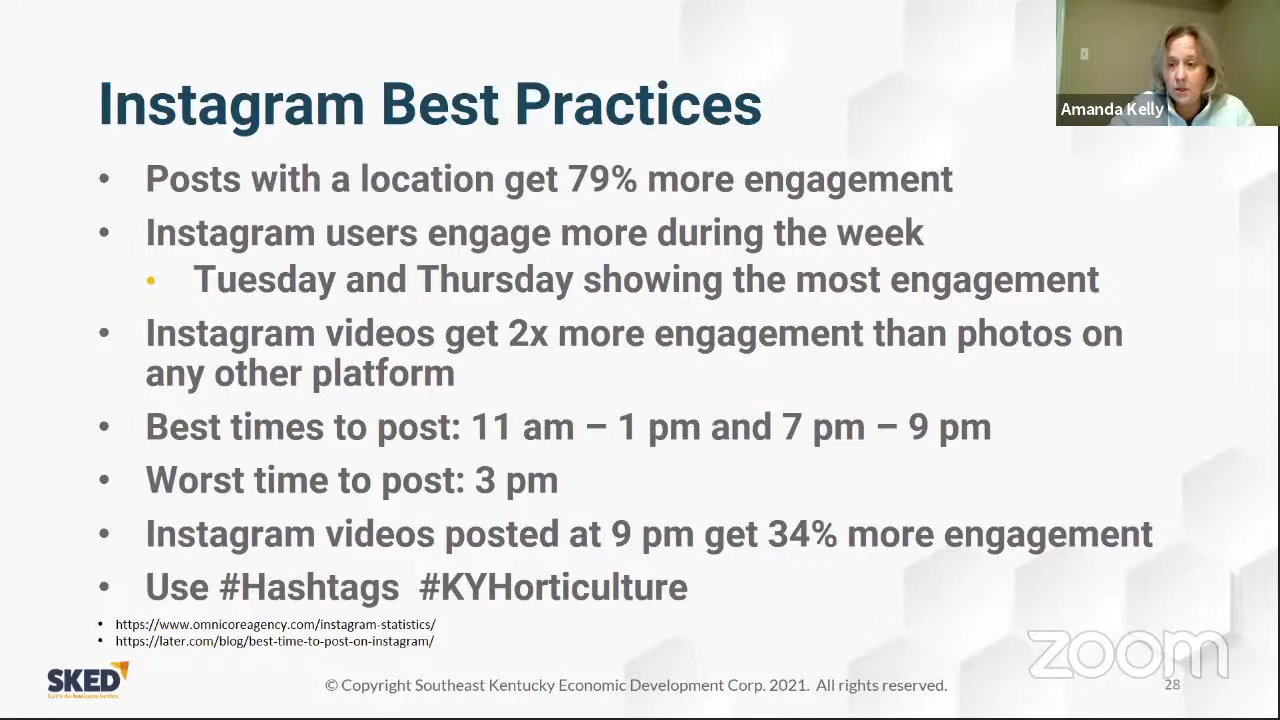 Instagram Best Practices
Amanda Kelly
• Posts with a location get 79% more engagement
• Instagram users engage more during the week
• Tuesday and Thursday showing the most engagement
• Instagram videos get 2x more engagement than photos on
any other platform
• Best times to post: 11 am – 1 pm and 7 pm – 9 pm
• Worst time to post: 3 pm
• Instagram videos posted at 9 pm get 34% more engagement
• Use #Hashtags #KYHorticulture
• https://www.omnicoreagency.com/instagram-statistics/
• https://later.com/blog/best-time-to-post-on-instagram/
zoom
SKED
Let's do business better.
© Copyright Southeast Kentucky Economic Development Corp. 2021 All rights reserved.
28